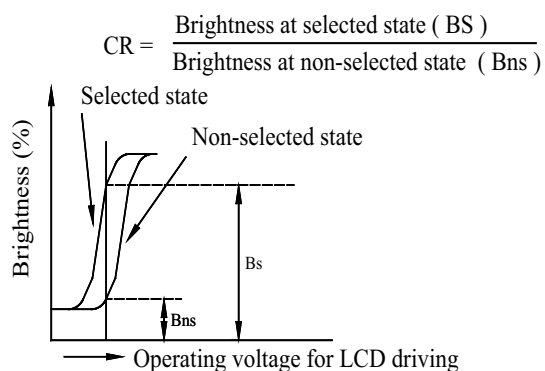 CR = Brightness at selected state ( BS )
Brightness at non-selected state ( Bns )
Selected state
Non-selected state
Brightness (%)
Bs
Bns
Operating voltage for LCD driving